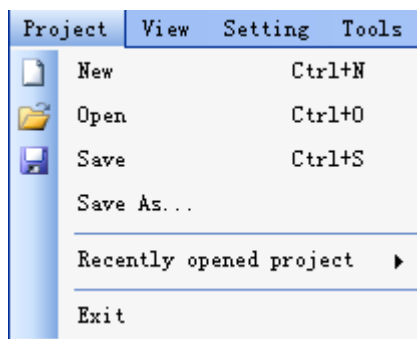 Project View Setting Tools
New Ctrl+N
Open Ctrl+O
Save Ctrl+S
Save As...
Recently opened project
Exit